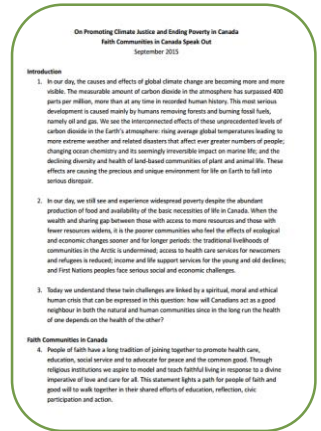 On Promoting Climate Justice and Ending Poverty in Canada
Faith Communities in Canada Speak Out
September 2015
Introduction
1. In our day, the causes and effects of global climate change are becoming more and more
visible. The measurable amount of carbon dioxide in the atmosphere has surpassed 400
parts per million, more than at any time in recorded human history. This most serious
development is caused mainly by humans removing forests and burning fossil fuels,
namely oil and gas. We see the interconnected effects of these unprecedented levels of
carbon dioxide in the Earth's atmosphere: rising average global temperatures leading to
more extreme weather and related disasters that affect ever greater numbers of people;
changing ocean chemistry and its seemingly irreversible impact on marine life; and the
declining diversity and health of land-based communities of plant and animal life. These
effects are causing the precious and unique environment for life on Earth to fall into
serious disrepair.
2. In our day, we still see and experience widespread poverty despite the abundant
production of food and availability of the basic necessities of life in Canada. When the
wealth and sharing gap between those with access to more resources and those with
fewer resources widens, it is the poorer communities who feel the effects of ecological
and economic changes sooner and for longer periods: the traditional livelihoods of
communities in the Arctic is undermined; access to health care services for newcomers
and refugees is reduced; income and life support services for the young and old declines;
and First Nations peoples face serious social and economic challenges.
3. Today we understand these twin challenges are linked by a spiritual, moral and ethical
human crisis that can be expressed in this question: how will Canadians act as a good
neighbour in both the natural and human communities since in the long run the health
of one depends on the health of the other?
Faith Communities in Canada
4. People of faith have a long tradition of joining together to promote health care,
education, social service and to advocate for peace and the common good. Through
religious institutions we aspire to model and teach faithful living in response to a divine
imperative of love and care for all. This statement lights a path for people of faith and
good will to walk together in their shared efforts of education, reflection, civic
participation and action.